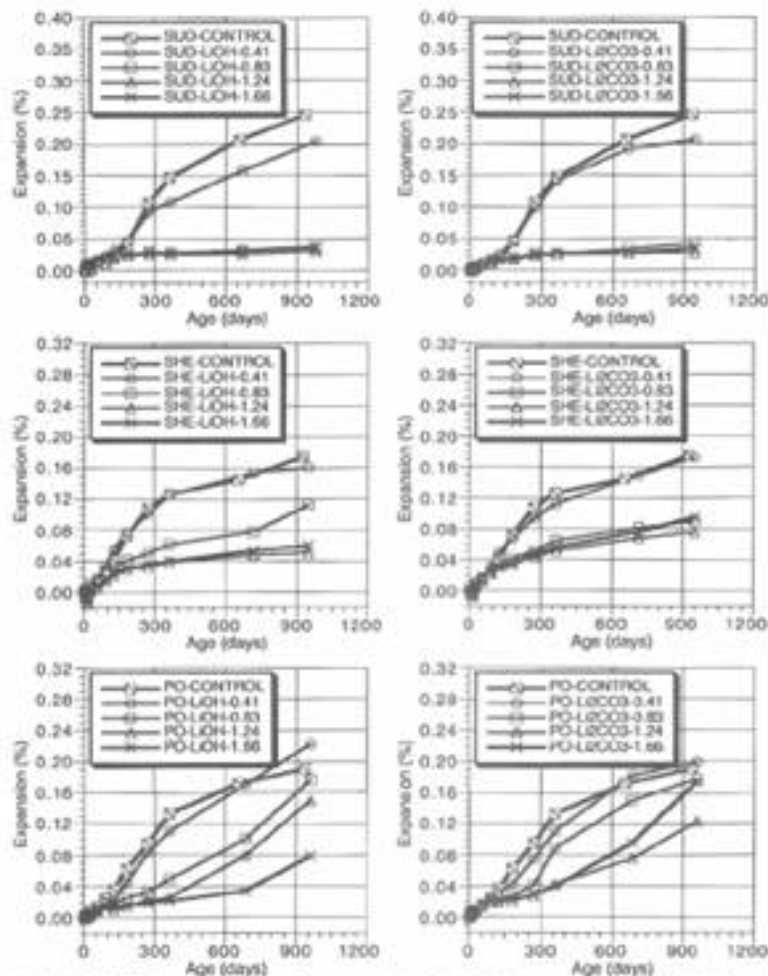 0.40
0.35
0.30
0.25
0.20
0.15
0.10
0.05
0.00
Expansion (%)
SUD-CONTROL
SUD-LiOH-0.41
SUD-LiOH-0.83
SUD-LiOH-1.24
SUD-LiOH-1.66
0 300 600 900 1200
Age (days)
0.40
0.35
0.30
0.25
0.20
0.15
0.10
0.05
0.00
Expansion (%)
SUD-CONTROL
SUD-LI2CO3-0.41
SUD-LI2CO3-0.83
SUD-LI2CO3-1.24
SUD-LI2CO3-1.66
0 300 600 900 1200
Age (days)
0.32
0.28
0.24
0.20
0.16
0.12
0.08
0.04
0.00
Expansion (%)
SHE-CONTROL
SHE-LiOH-0.41
SHE-LiOH-0.83
SHE-LiOH-1.24
SHE-LiOH-1.66
0 300 600 900 1200
Age (days)
0.32
0.28
0.24
0.20
0.16
0.12
0.08
0.04
0.00
Expansion (%)
SHE-CONTROL
SHE-LI2CO3-0.41
SHE-LI2CO3-0.83
SHE-LI2CO3-1.24
SHE-LI2CO3-1.66
0 300 600 900 1200
Age (days)
0.32
0.28
0.24
0.20
0.16
0.12
0.08
0.04
0.00
Expansion (%)
PO-CONTROL
PO-LiOH-0.41
PO-LiOH-0.83
PO-LiOH-1.24
PO-LiOH-1.66
0 300 600 900 1200
Age (days)
0.32
0.28
0.24
0.20
0.16
0.12
0.08
0.04
0.00
Expansion (%)
PO-CONTROL
PO-LI2CO3-0.41
PO-LI2CO3-0.83
PO-LI2CO3-1.24
PO-LI2CO3-1.66
0 300 600 900 1200
Age (days)